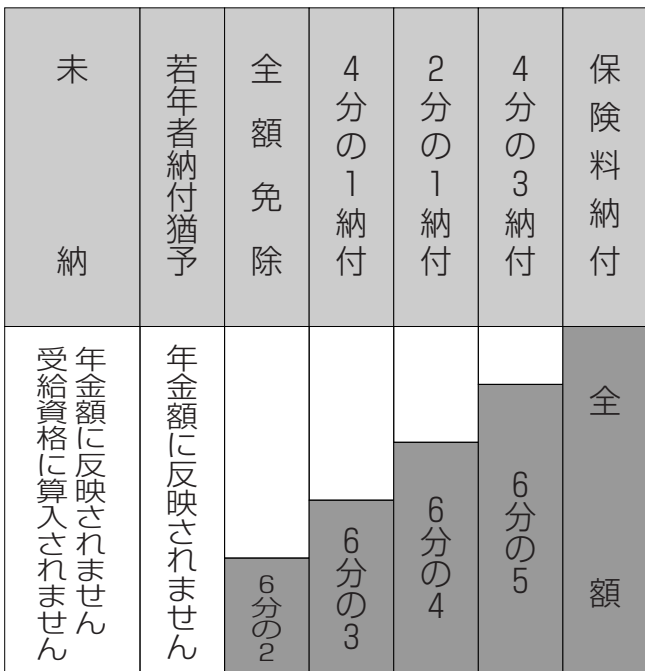 保険料納付
全額
4分の3納付
6分の5
2分の1納付
6分の4
4分の1納付
6分の3
全額免除
6分の2
若年者納付猶予
年金額に反映されません
未納
年金額に反映されません
受給資格に算入されません